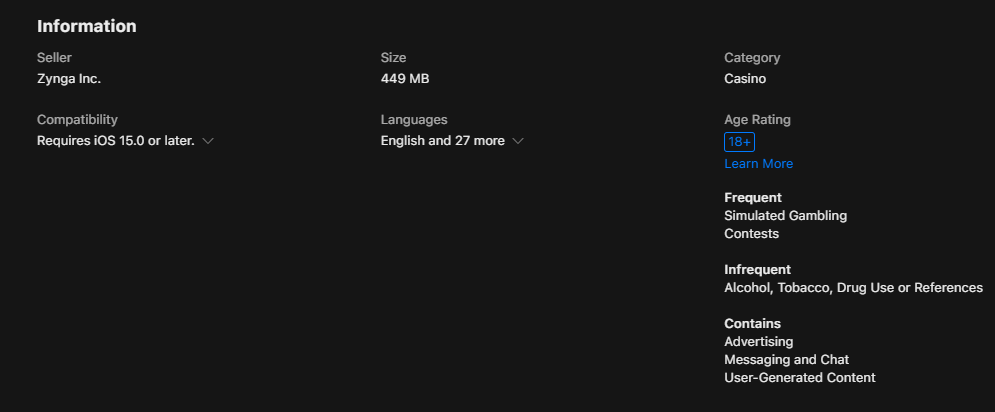 Information
Seller
Zynga Inc.
Size
449 MB
Category
Casino
Compatibility
Requires iOS 15.0 or later.
Languages
English and 27 more
Age Rating
18+
Learn More
Frequent
Simulated Gambling
Contests
Infrequent
Alcohol, Tobacco, Drug Use or References
Contains
Advertising
Messaging and Chat
User-Generated Content